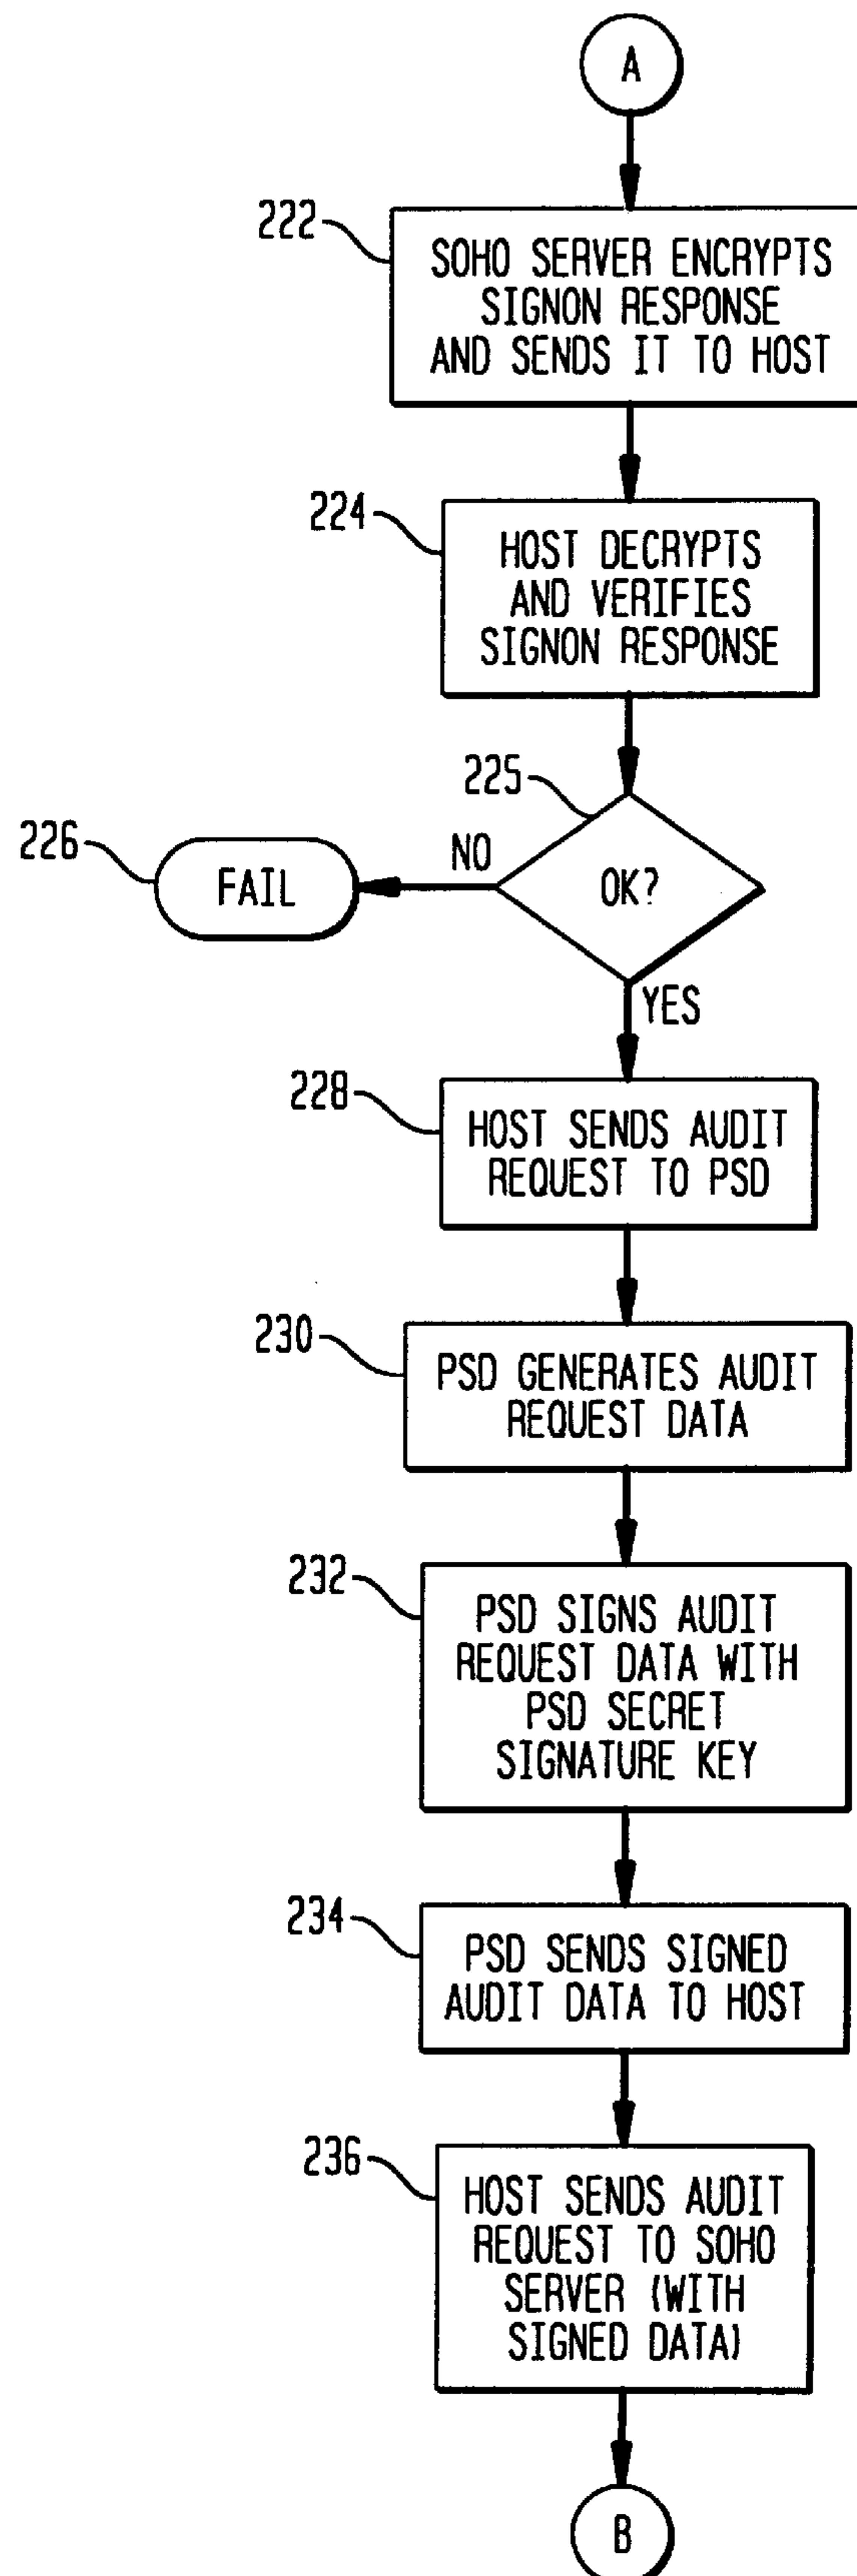 A
222
SOHO SERVER ENCRYPTS
SIGNON RESPONSE
AND SENDS IT TO HOST
224
HOST DECRYPTS
AND VERIFIES
SIGNON RESPONSE
225
OK?
NO
226
FAIL
YES
228
HOST SENDS AUDIT
REQUEST TO PSD
230
PSD GENERATES AUDIT
REQUEST DATA
232
PSD SIGNS AUDIT
REQUEST DATA WITH
PSD SECRET
SIGNATURE KEY
234
PSD SENDS SIGNED
AUDIT DATA TO HOST
236
HOST SENDS AUDIT
REQUEST TO SOHO
SERVER (WITH
SIGNED DATA)
B